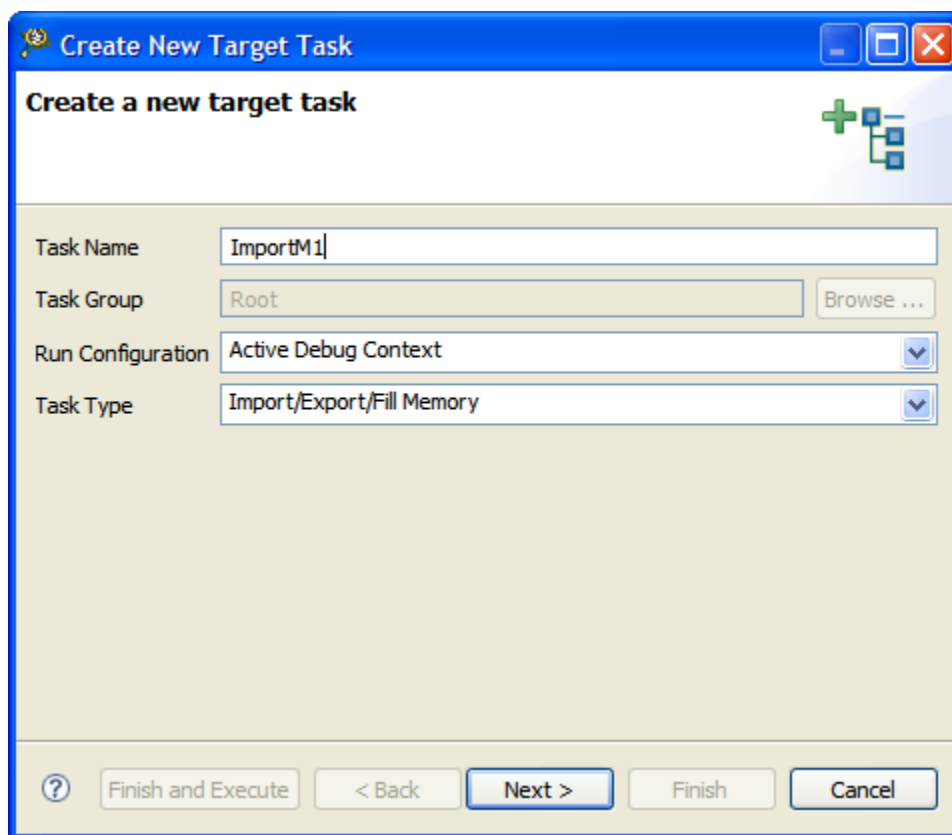 Create New Target Task
Create a new target task
Task Name ImportM1
Task Group Root Browse ...
Run Configuration Active Debug Context
Task Type Import/Export/Fill Memory
? Finish and Execute < Back Next > Finish Cancel